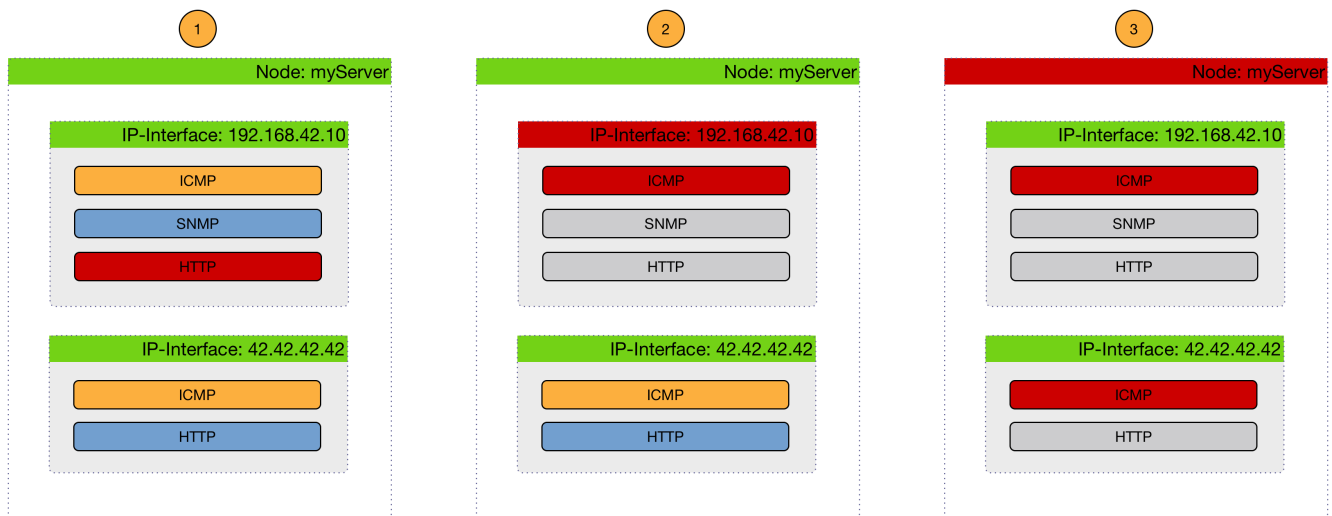 1
Node: myServer
IP-Interface: 192.168.42.10
ICMP
SNMP
HTTP
IP-Interface: 42.42.42.42
ICMP
HTTP
2
Node: myServer
IP-Interface: 192.168.42.10
ICMP
SNMP
HTTP
IP-Interface: 42.42.42.42
ICMP
HTTP
3
Node: myServer
IP-Interface: 192.168.42.10
ICMP
SNMP
HTTP
IP-Interface: 42.42.42.42
ICMP
HTTP